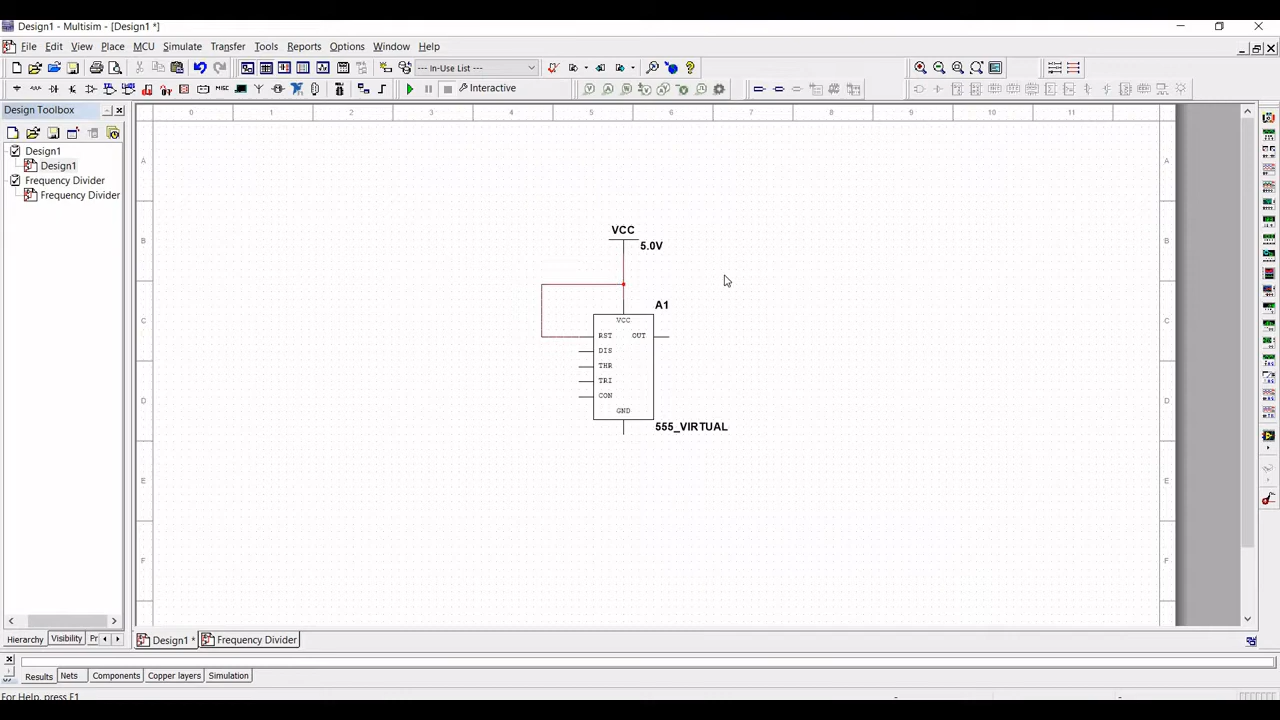 Design1 - Multisim - [Design1 *]
File Edit View Place MCU Simulate Transfer Tools Reports Options Window Help
--- In-Use List ---
MISC Interactive
Design Toolbox
Design1
Design1
Frequency Divider
Frequency Divider
0 1 2 3 4 5 6 7 8 9 10 11
A A
B B
C C
D D
E E
F F
VCC
5.0V
A1
VCC
RST OUT
DIS
THR
TRI
CON
GND
555_VIRTUAL
Hierarchy Visibility Pr
Design1 * Frequency Divider
Results Nets Components Copper layers Simulation
For Help, press F1
- -